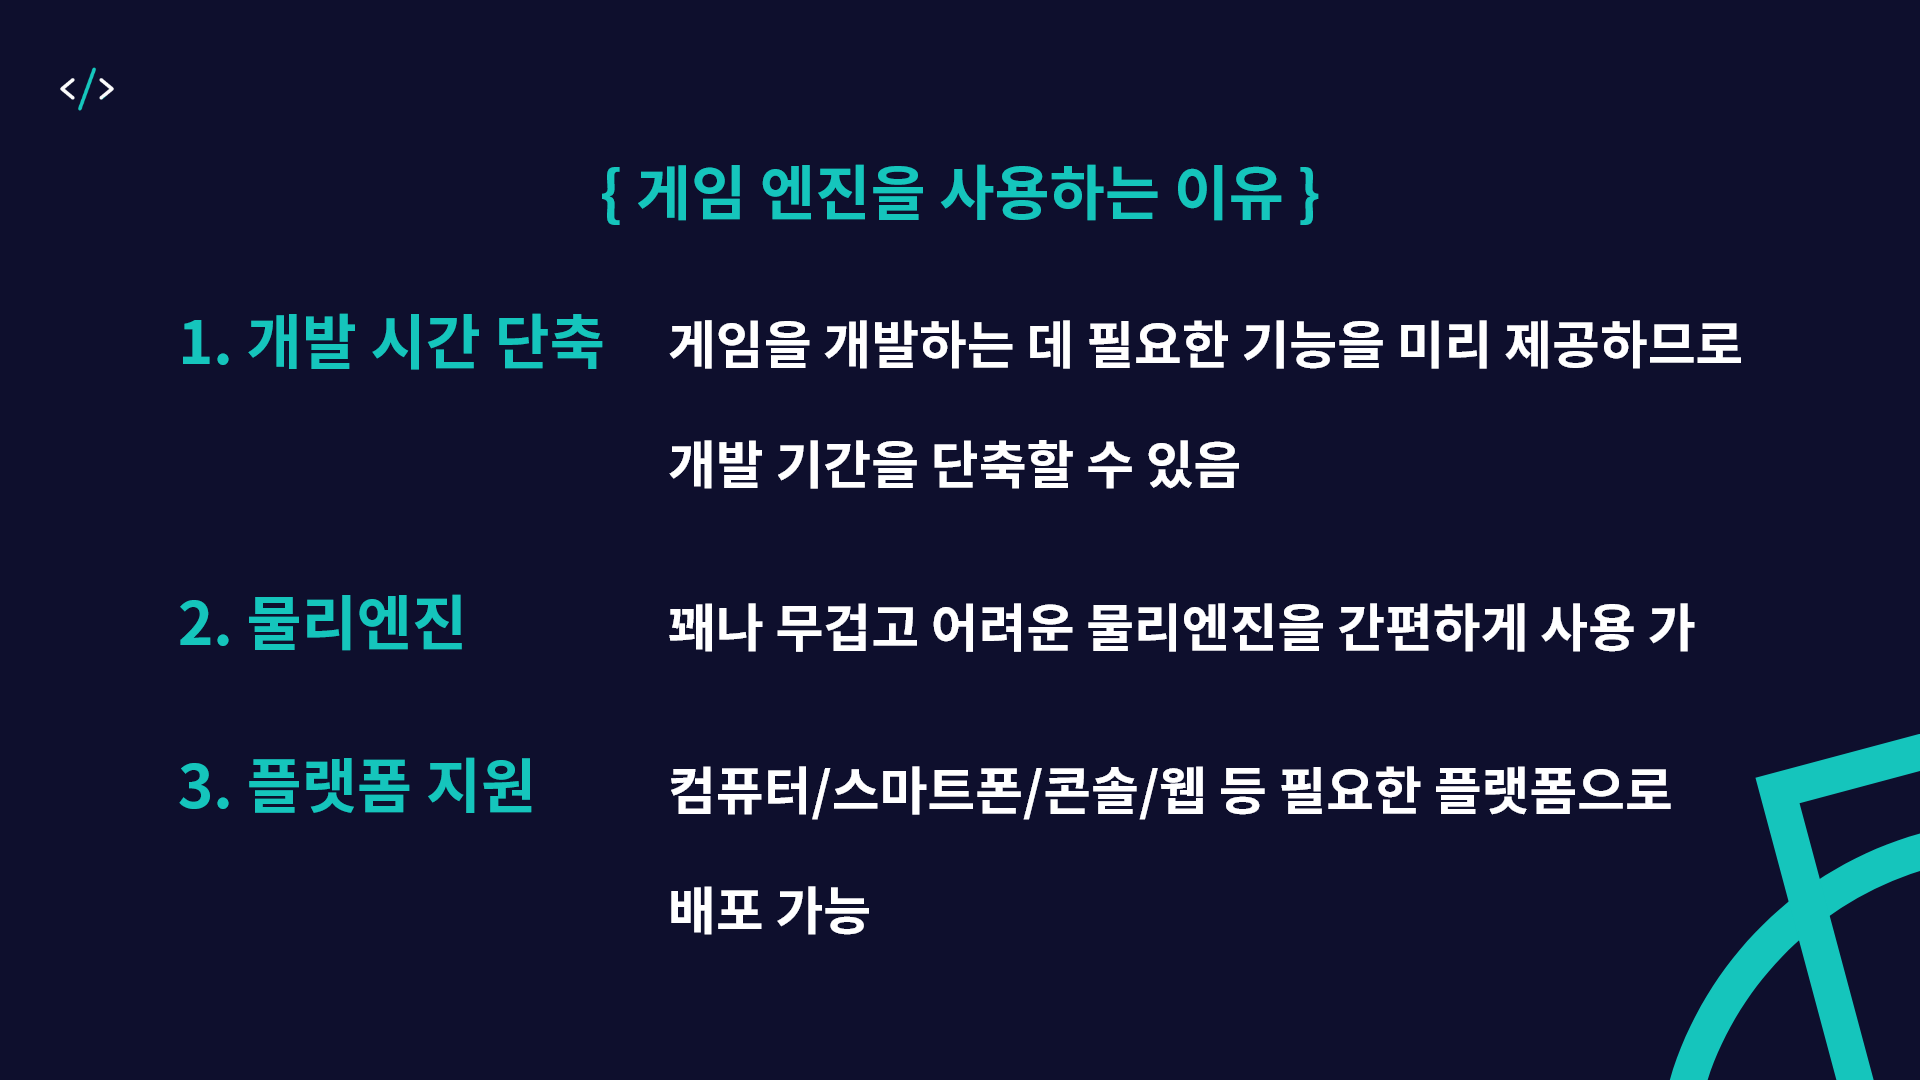 </>
{ 게임 엔진을 사용하는 이유 }
1. 개발 시간 단축
게임을 개발하는 데 필요한 기능을 미리 제공하므로
개발 기간을 단축할 수 있음
2. 물리엔진
꽤나 무겁고 어려운 물리엔진을 간편하게 사용 가
3. 플랫폼 지원
컴퓨터/스마트폰/콘솔/웹 등 필요한 플랫폼으로
배포 가능